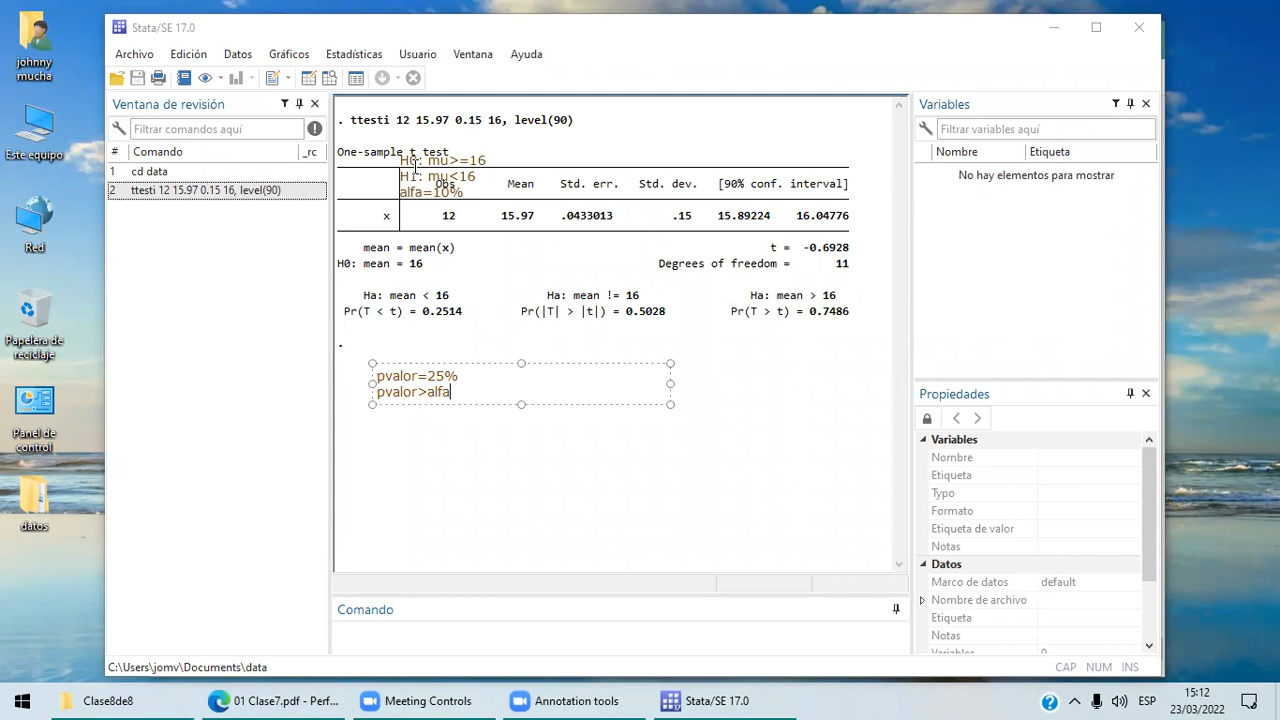 johnny
mucha
Este equipo
Red
Papelera de
reciclaje
Panel de
control
datos
Stata/SE 17.0
Archivo Edición Datos Gráficos Estadísticas Usuario Ventana Ayuda
Ventana de revisión
Filtrar comandos aquí
# Comando _rc
1 cd data
2 ttesti 12 15.97 0.15 16, level(90)
. ttesti 12 15.97 0.15 16, level(90)
One-sample t test
H0: mu>=16
H1: mu<16
alfa=10%
Obs Mean Std. err. Std. dev. [90% conf. interval]
x 12 15.97 .0433013 .15 15.89224 16.04776
mean = mean(x) t = -0.6928
H0: mean = 16 Degrees of freedom = 11
Ha: mean < 16 Ha: mean != 16 Ha: mean > 16
Pr(T < t) = 0.2514 Pr(|T| > |t|) = 0.5028 Pr(T > t) = 0.7486
.
pvalor=25%
pvalor>alfa
Comando
Variables
Filtrar variables aquí
Nombre Etiqueta
No hay elementos para mostrar
Propiedades
Variables
Nombre
Etiqueta
Tipo
Formato
Etiqueta de valor
Notas
Datos
Marco de datos default
Nombre de archivo
Etiqueta
Notas
Variables 0
C:\Users\jomv\Documents\data
CAP NUM INS
Clase8de8
01 Clase7.pdf - Perf...
Meeting Controls
Annotation tools
Stata/SE 17.0
ESP
15:12
23/03/2022